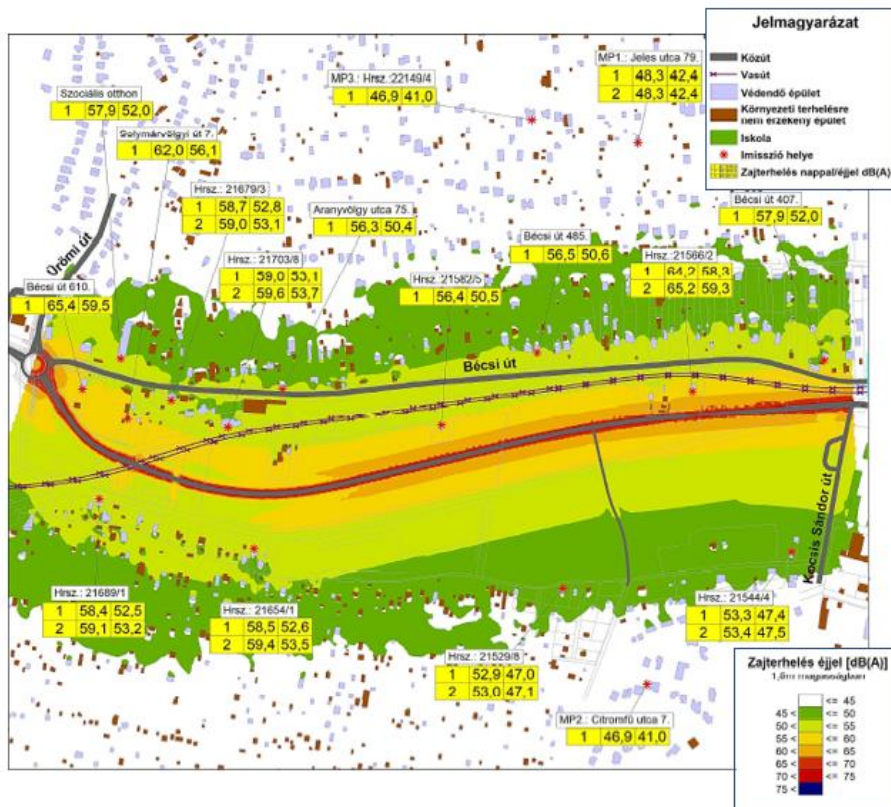 Jelmagyarázat
Közút
Vasút
Védendő épület
Környezeti terhelésre
nem érzékeny épület
Iskola
Imisszió helye
Zajterhelés nappal/éjjel dB(A)
MP1.: Jeles utca 79.
1 48,3 42,4
2 48,3 42,4
MP3.: Hrsz.:22149/4
1 46,9 41,0
Szociális otthon
1 57,9 52,0
Solymárvölgyi út 7.
1 62,0 56,1
Hrsz.: 21679/3
1 58,7 52,8
2 59,0 53,1
Aranyvölgy utca 75.
1 56,3 50,4
Bécsi út 407.
1 57,9 52,0
Bécsi út 485.
1 56,5 50,6
Hrsz.: 21566/2
1 64,2 58,3
2 65,2 59,3
Hrsz.: 21703/8
1 59,0 53,1
2 59,6 53,7
Hrsz.: 21582/5
1 56,4 50,5
Ürömi út
Bécsi út 610.
1 65,4 59,5
Bécsi út
Kocsis Sándor út
Hrsz.: 21689/1
1 58,4 52,5
2 59,1 53,2
Hrsz.: 21654/1
1 58,5 52,6
2 59,4 53,5
Hrsz.: 21544/4
1 53,3 47,4
2 53,4 47,5
Hrsz.: 21529/8
1 52,9 47,0
2 53,0 47,1
MP2.: Citromfű utca 7.
1 46,9 41,0
Zajterhelés éjjel [dB(A)]
1,5m magasságban
<= 45
45 < <= 50
50 < <= 55
55 < <= 60
60 < <= 65
65 < <= 70
70 < <= 75
75 <